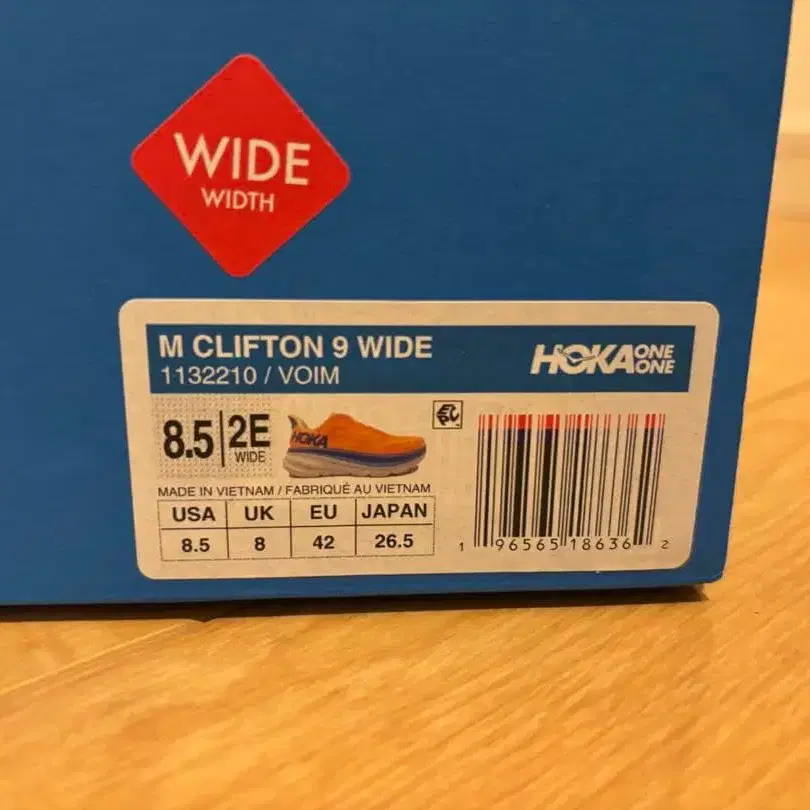 WIDE
WIDTH
M CLIFTON 9 WIDE
1132210 / VOIM
HOKA ONE ONE
8.5 2E
WIDE
HOKA
MADE IN VIETNAM / FABRIQUÉ AU VIETNAM
USA UK EU JAPAN
8.5 8 42 26.5
1 96565 18636 2